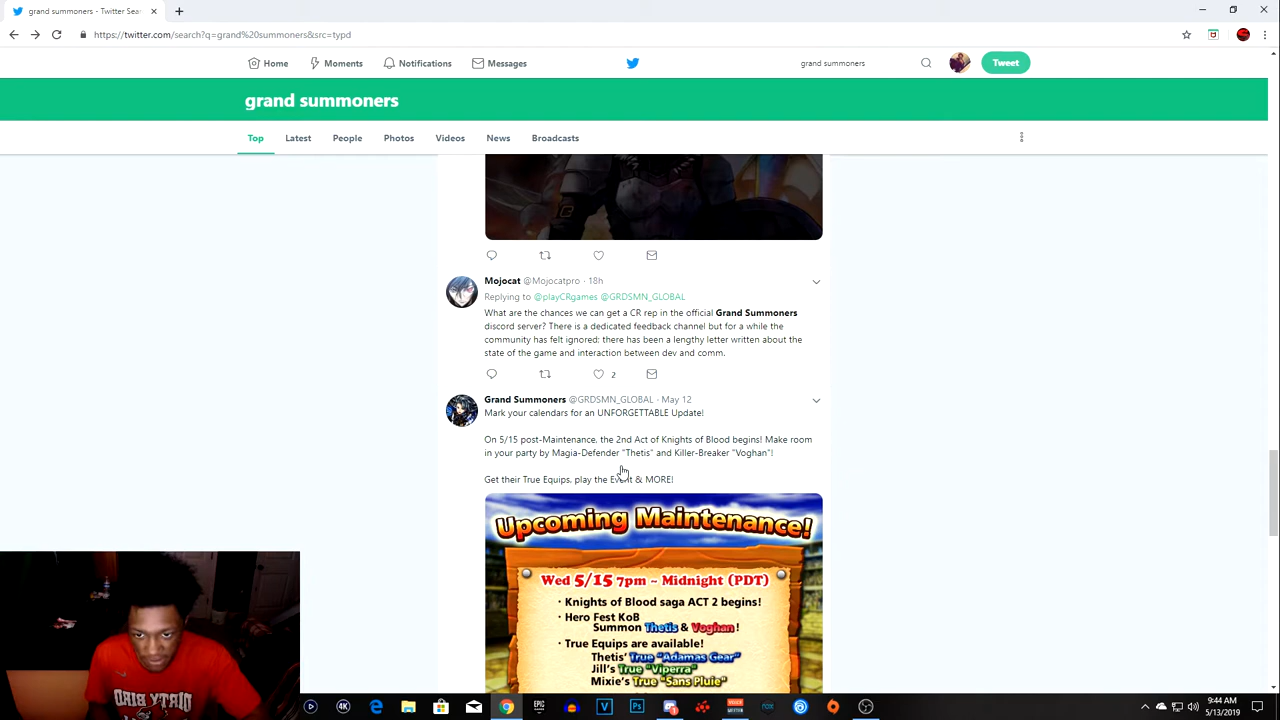 grand summoners - Twitter Sea
https://twitter.com/search?q=grand%20summoners&src=typd
Home
Moments
Notifications
Messages
grand summoners
Tweet
grand summoners
Top
Latest
People
Photos
Videos
News
Broadcasts
Mojocat @Mojocatpro · 18h
Replying to @playCRgames @GRDSMN_GLOBAL
What are the chances we can get a CR rep in the official Grand Summoners
discord server? There is a dedicated feedback channel but for a while the
community has felt ignored; there has been a lengthy letter written about the
state of the game and interaction between dev and comm.
2
Grand Summoners @GRDSMN_GLOBAL · May 12
Mark your calendars for an UNFORGETTABLE Update!
On 5/15 post-Maintenance, the 2nd Act of Knights of Blood begins! Make room
in your party by Magia-Defender "Thetis" and Killer-Breaker "Voghan"!
Get their True Equips, play the Event & MORE!
Upcoming Maintenance!
Wed 5/15 7pm ~ Midnight (PDT)
· Knights of Blood saga ACT 2 begins!
· Hero Fest KoB
Summon Thetis & Voghan!
· True Equips are available!
Thetis' True "Adamas Gear"
Jill's True "Viperra"
Mixie's True "Sans Pluie"
DIRTY BIRD
4K
EPIC
GAMES
V
Ps
nox
9:44 AM
5/13/2019